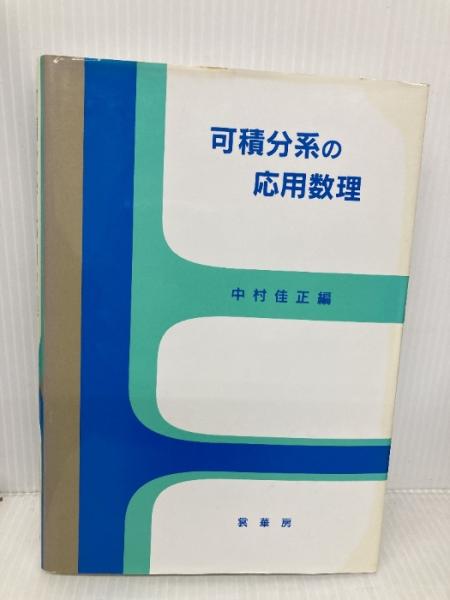 可積分系の
応用数理
中村佳正編
裳華房